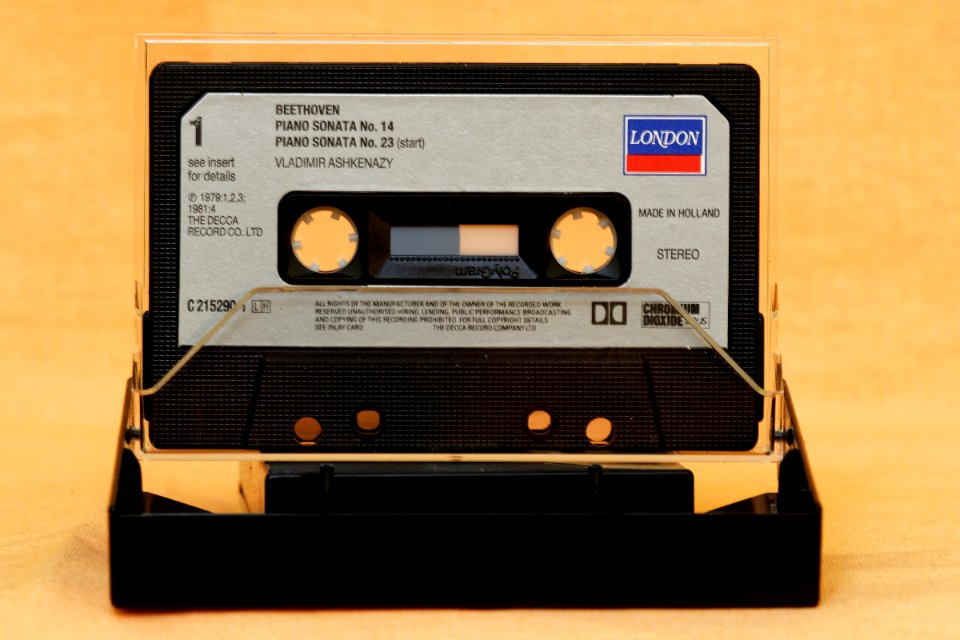 1
see insert
for details
℗ 1979:1,2,3;
1981:4
THE DECCA
RECORD CO. LTD
BEETHOVEN
PIANO SONATA No. 14
PIANO SONATA No. 23 (start)
VLADIMIR ASHKENAZY
LONDON
MADE IN HOLLAND
STEREO
PolyGram
LH
ALL RIGHTS OF THE MANUFACTURER AND OF THE OWNER OF THE RECORDED WORK
RESERVED UNAUTHORISED HIRING, LENDING, PUBLIC PERFORMANCE BROADCASTING
AND COPYING OF THIS RECORDING PROHIBITED. FOR FULL COPYRIGHT DETAILS
SEE INLAY CARD THE DECCA RECORD COMPANY LTD
CHROMIUM
DIOXIDE